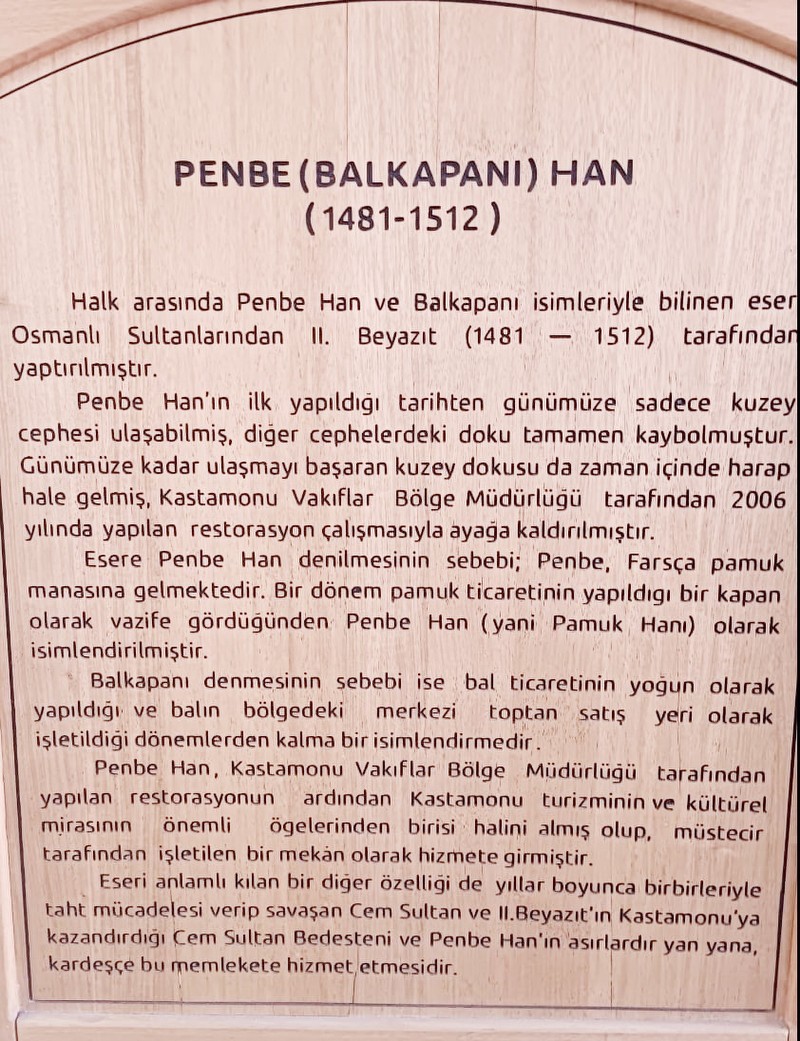 PENBE (BALKAPANI) HAN
(1481-1512 )
Halk arasında Penbe Han ve Balkapanı isimleriyle bilinen eser
Osmanlı Sultanlarından II. Beyazıt (1481 — 1512) tarafından
yaptırılmıştır.
Penbe Han'ın ilk yapıldığı tarihten günümüze sadece kuzey
cephesi ulaşabilmiş, diğer cephelerdeki doku tamamen kaybolmuştur.
Günümüze kadar ulaşmayı başaran kuzey dokusu da zaman içinde harap
hale gelmiş, Kastamonu Vakıflar Bölge Müdürlüğü tarafından 2006
yılında yapılan restorasyon çalışmasıyla ayağa kaldırılmıştır.
Esere Penbe Han denilmesinin sebebi; Penbe, Farsça pamuk
manasına gelmektedir. Bir dönem pamuk ticaretinin yapıldıgı bir kapan
olarak vazife gördüğünden Penbe Han (yani Pamuk Hanı) olarak
isimlendirilmiştir.
Balkapanı denmesinin sebebi ise bal ticaretinin yoğun olarak
yapıldığı ve balın bölgedeki merkezi toptan satış yeri olarak
işletildiği dönemlerden kalma bir isimlendirmedir.
Penbe Han, Kastamonu Vakıflar Bölge Müdürlüğü tarafından
yapılan restorasyonun ardından Kastamonu turizminin ve kültürel
mirasının önemli ögelerinden birisi halini almış olup, müstecir
tarafından işletilen bir mekân olarak hizmete girmiştir.
Eseri anlamlı kılan bir diğer özelliği de yıllar boyunca birbirleriyle
taht mücadelesi verip savaşan Cem Sultan ve II.Beyazıt'ın Kastamonu'ya
kazandırdığı Cem Sultan Bedesteni ve Penbe Han'ın asırlardır yan yana,
kardeşçe bu memlekete hizmet etmesidir.